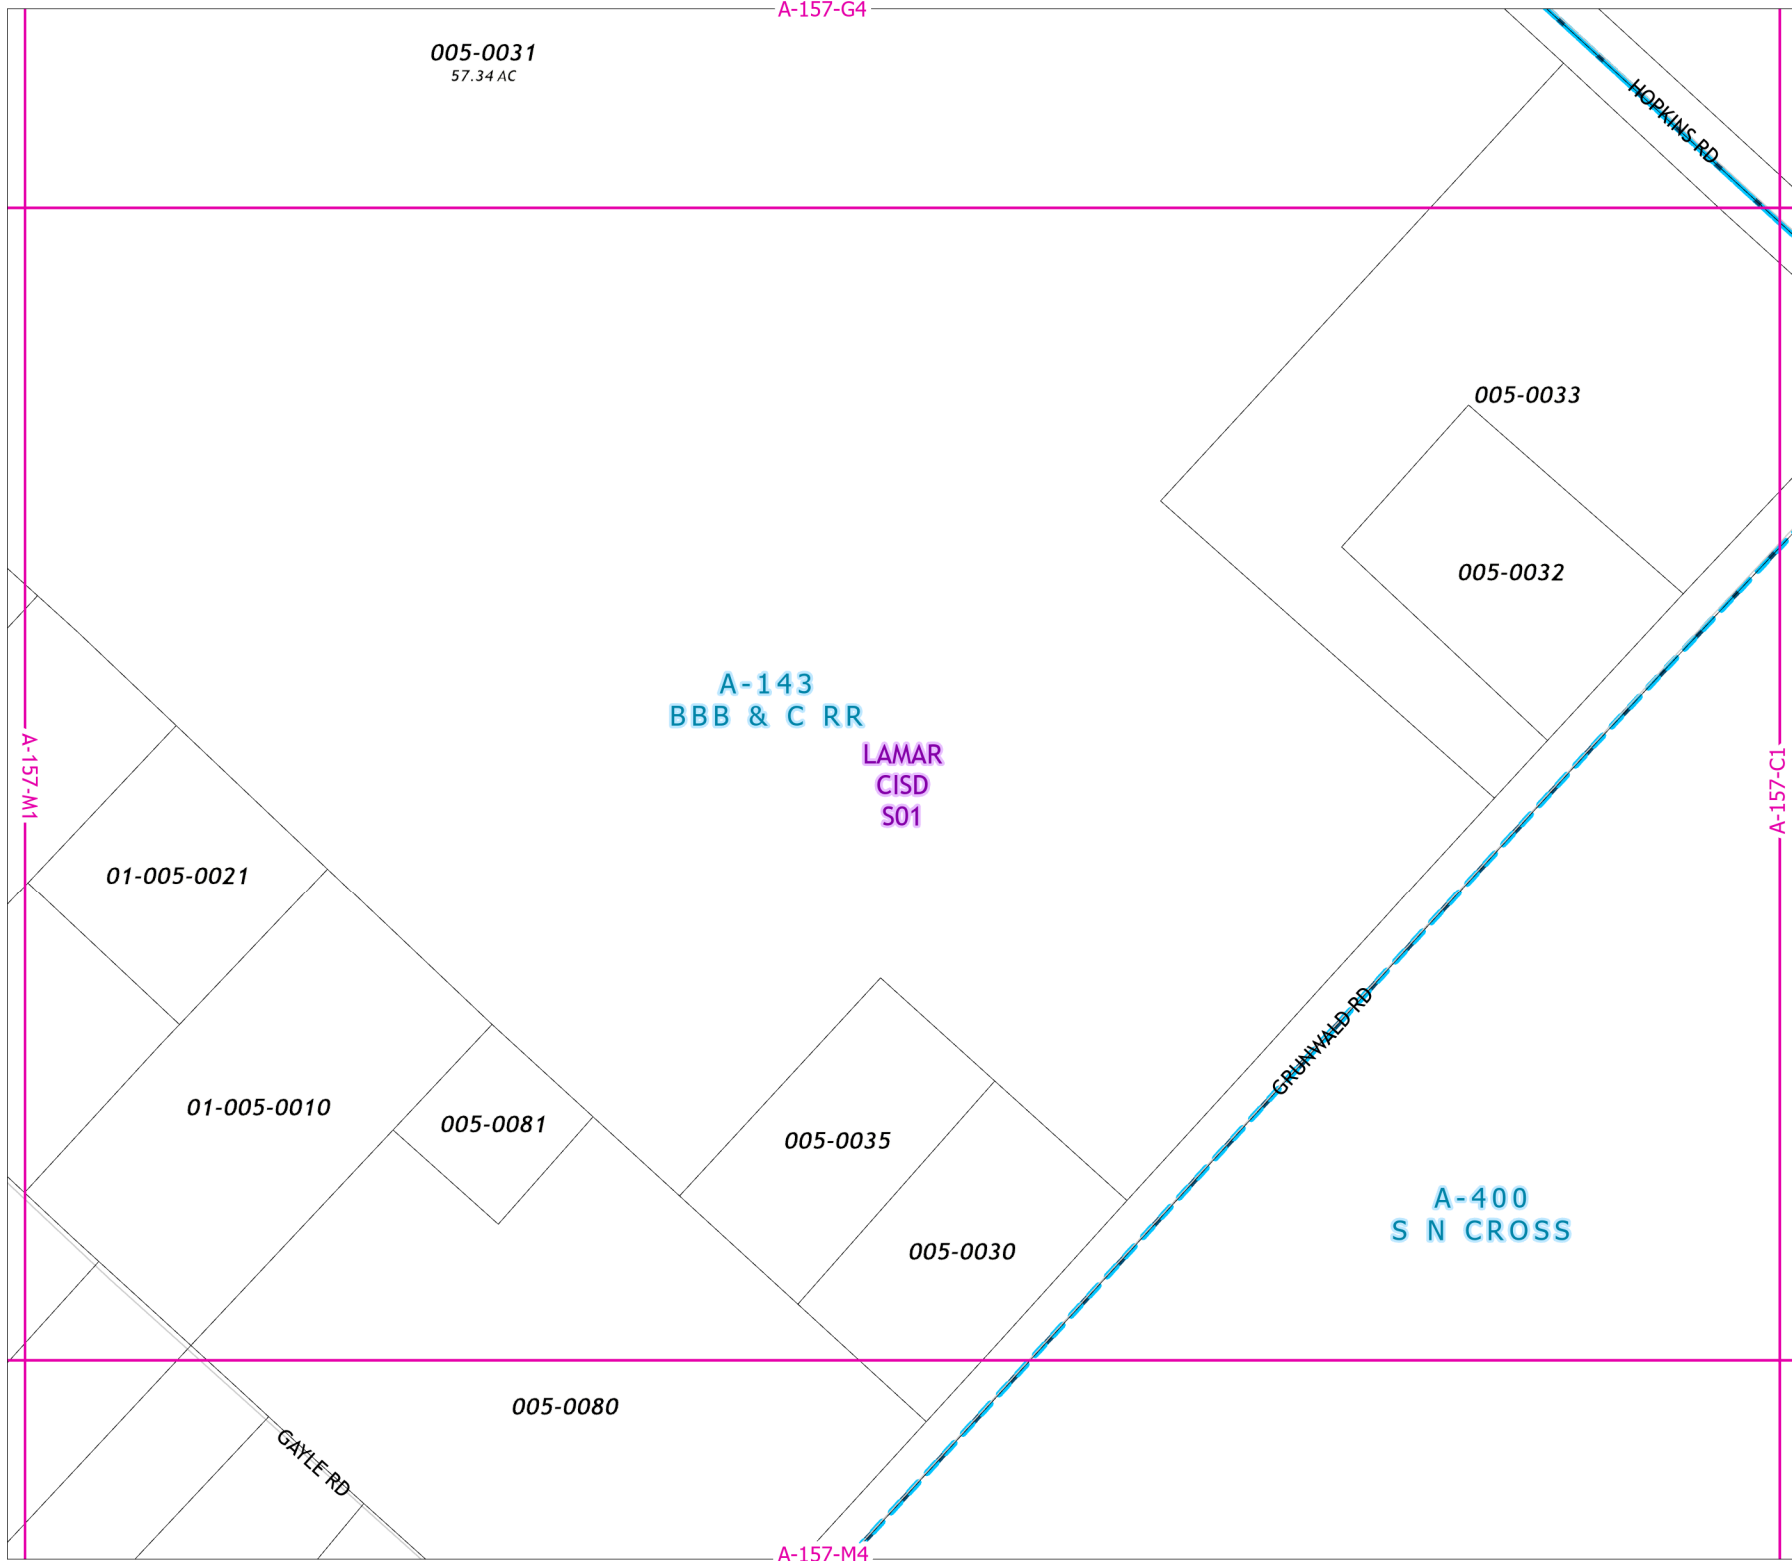 A-157-G4
005-0031
57.34 AC
HOPKINS RD
005-0033
005-0032
A-143
BBB & C RR
LAMAR
CISD
S01
A-157-M1
A-157-C1
01-005-0021
GRUNWALD RD
01-005-0010
005-0081
005-0035
A-400
S N CROSS
005-0030
005-0080
GAYLE RD
A-157-M4